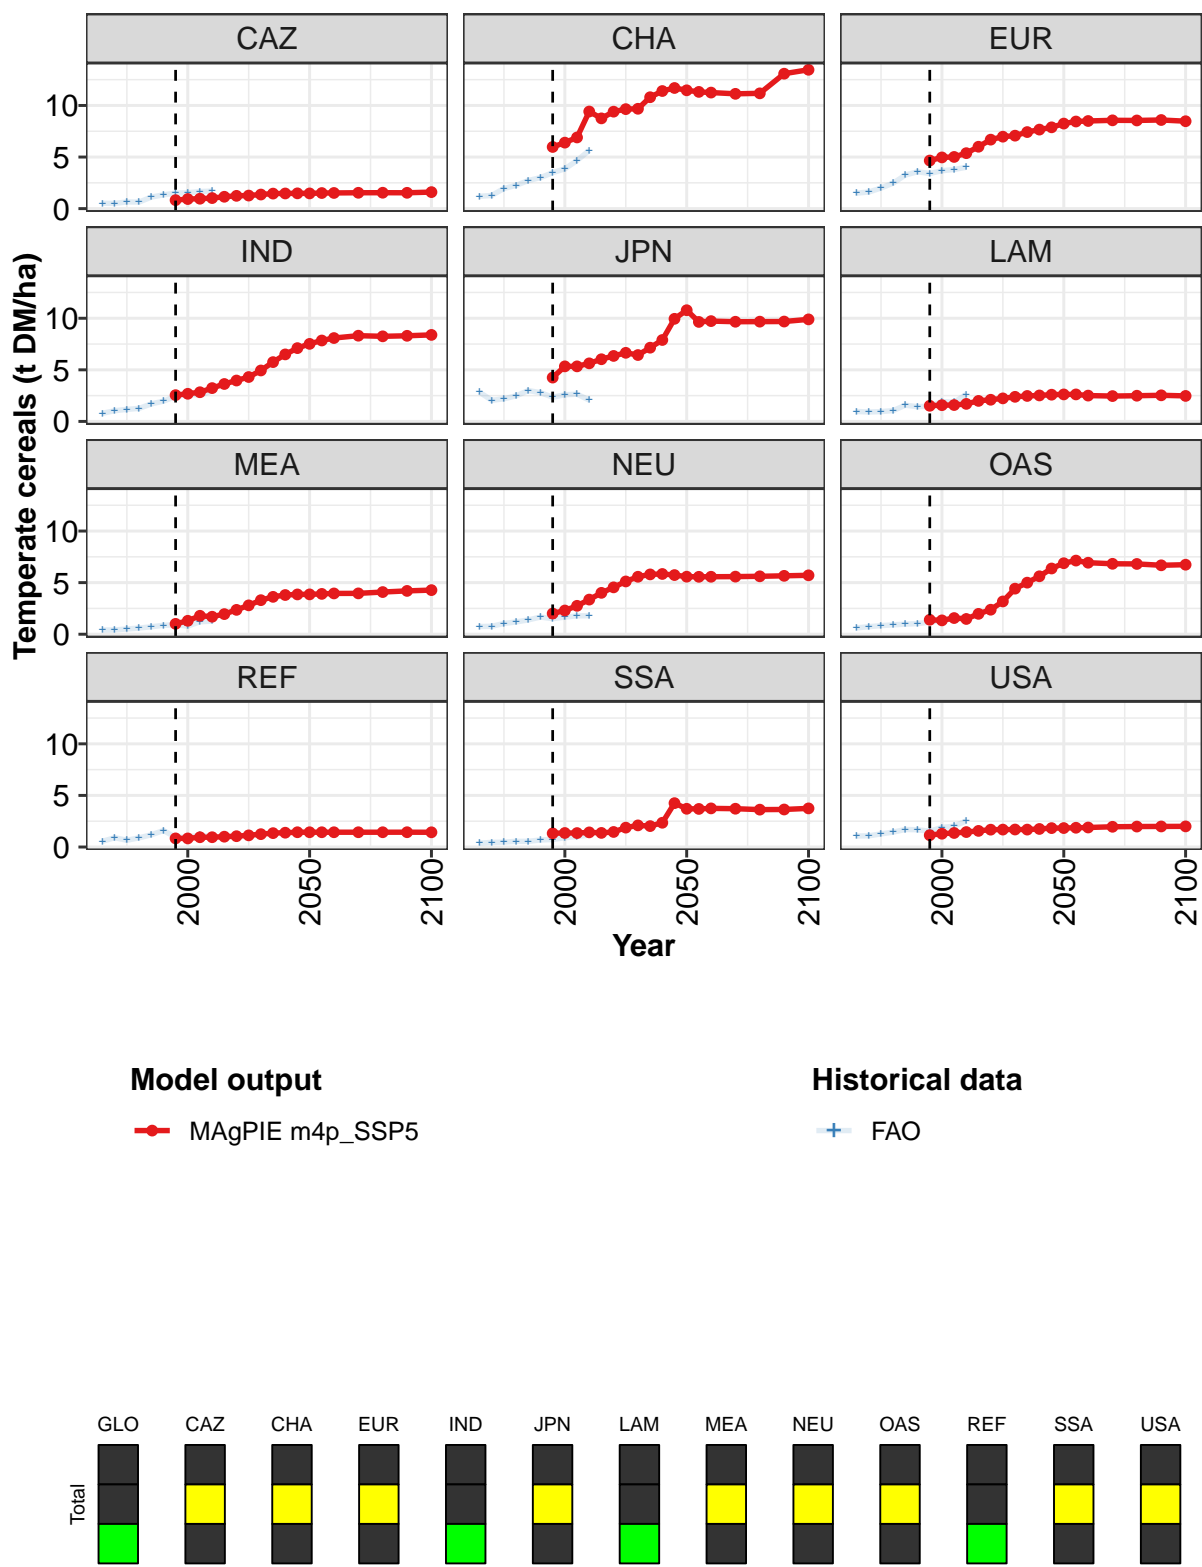 CAZ CHA EUR
10
5
0
IND JPN LAM
10
5
0
MEA NEU OAS
10
5
0
REF SSA USA
10
5
0
Temperate cereals (t DM/ha)
2000 2050 2100 2000 2050 2100 2000 2050 2100
Year
Model output Historical data
MAgPIE m4p_SSP5 FAO
GLO CAZ CHA EUR IND JPN LAM MEA NEU OAS REF SSA USA
Total